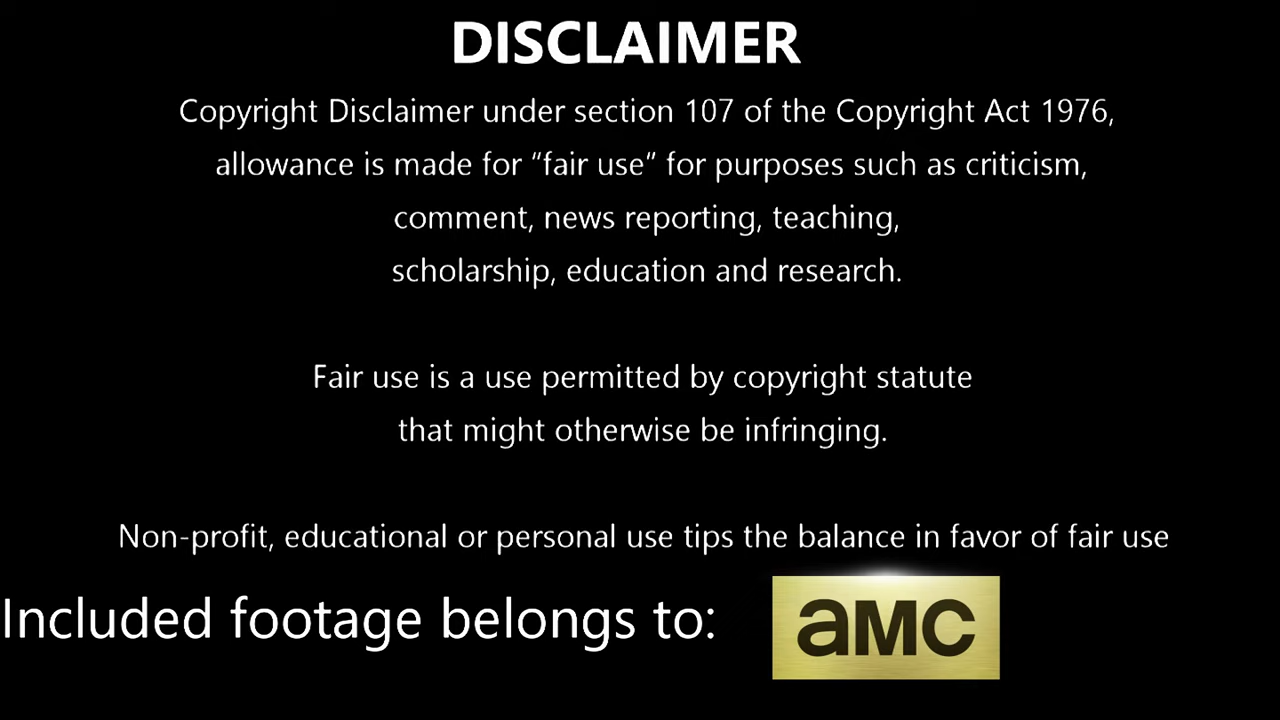 DISCLAIMER
Copyright Disclaimer under section 107 of the Copyright Act 1976,
allowance is made for “fair use” for purposes such as criticism,
comment, news reporting, teaching,
scholarship, education and research.
Fair use is a use permitted by copyright statute
that might otherwise be infringing.
Non-profit, educational or personal use tips the balance in favor of fair use
Included footage belongs to: aMC